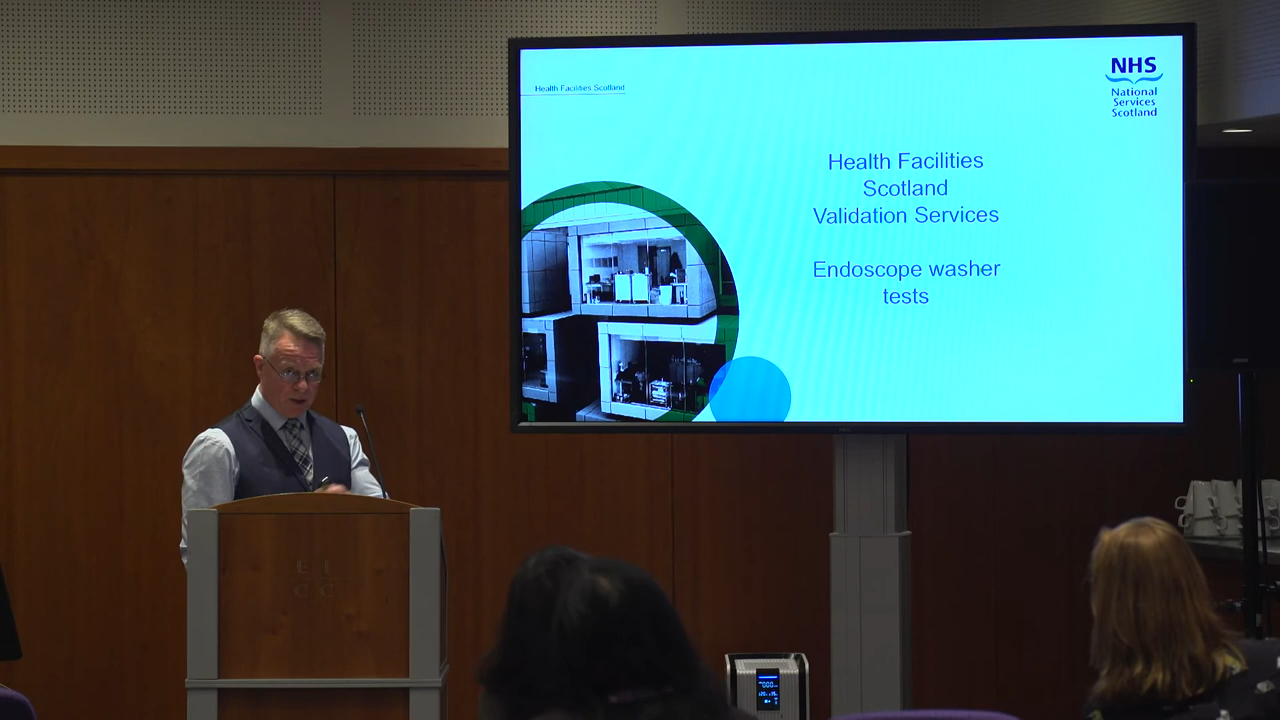 Health Facilities Scotland
NHS
National
Services
Scotland
Health Facilities
Scotland
Validation Services
Endoscope washer
tests
E I
C C